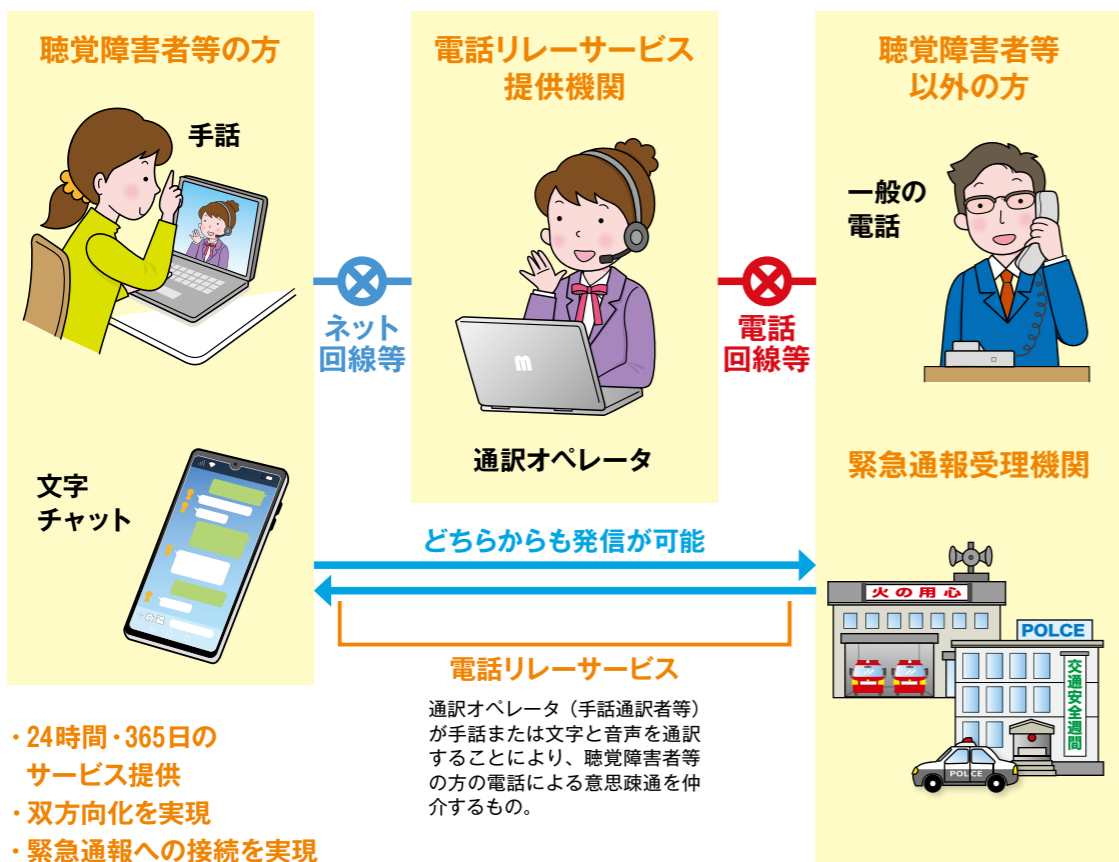 聴覚障害者等の方
手話
文字
チャット
・24時間・365日の
サービス提供
・双方向化を実現
・緊急通報への接続を実現
ネット
回線等
電話リレーサービス
提供機関
m
通訳オペレータ
電話
回線等
どちらからも発信が可能
電話リレーサービス
通訳オペレータ（手話通訳者等）
が手話または文字と音声を通訳
することにより、聴覚障害者等
の方の電話による意思疎通を仲
介するもの。
聴覚障害者等
以外の方
一般の
電話
緊急通報受理機関
火の用心
POLCE
交通安全週間
POLCE